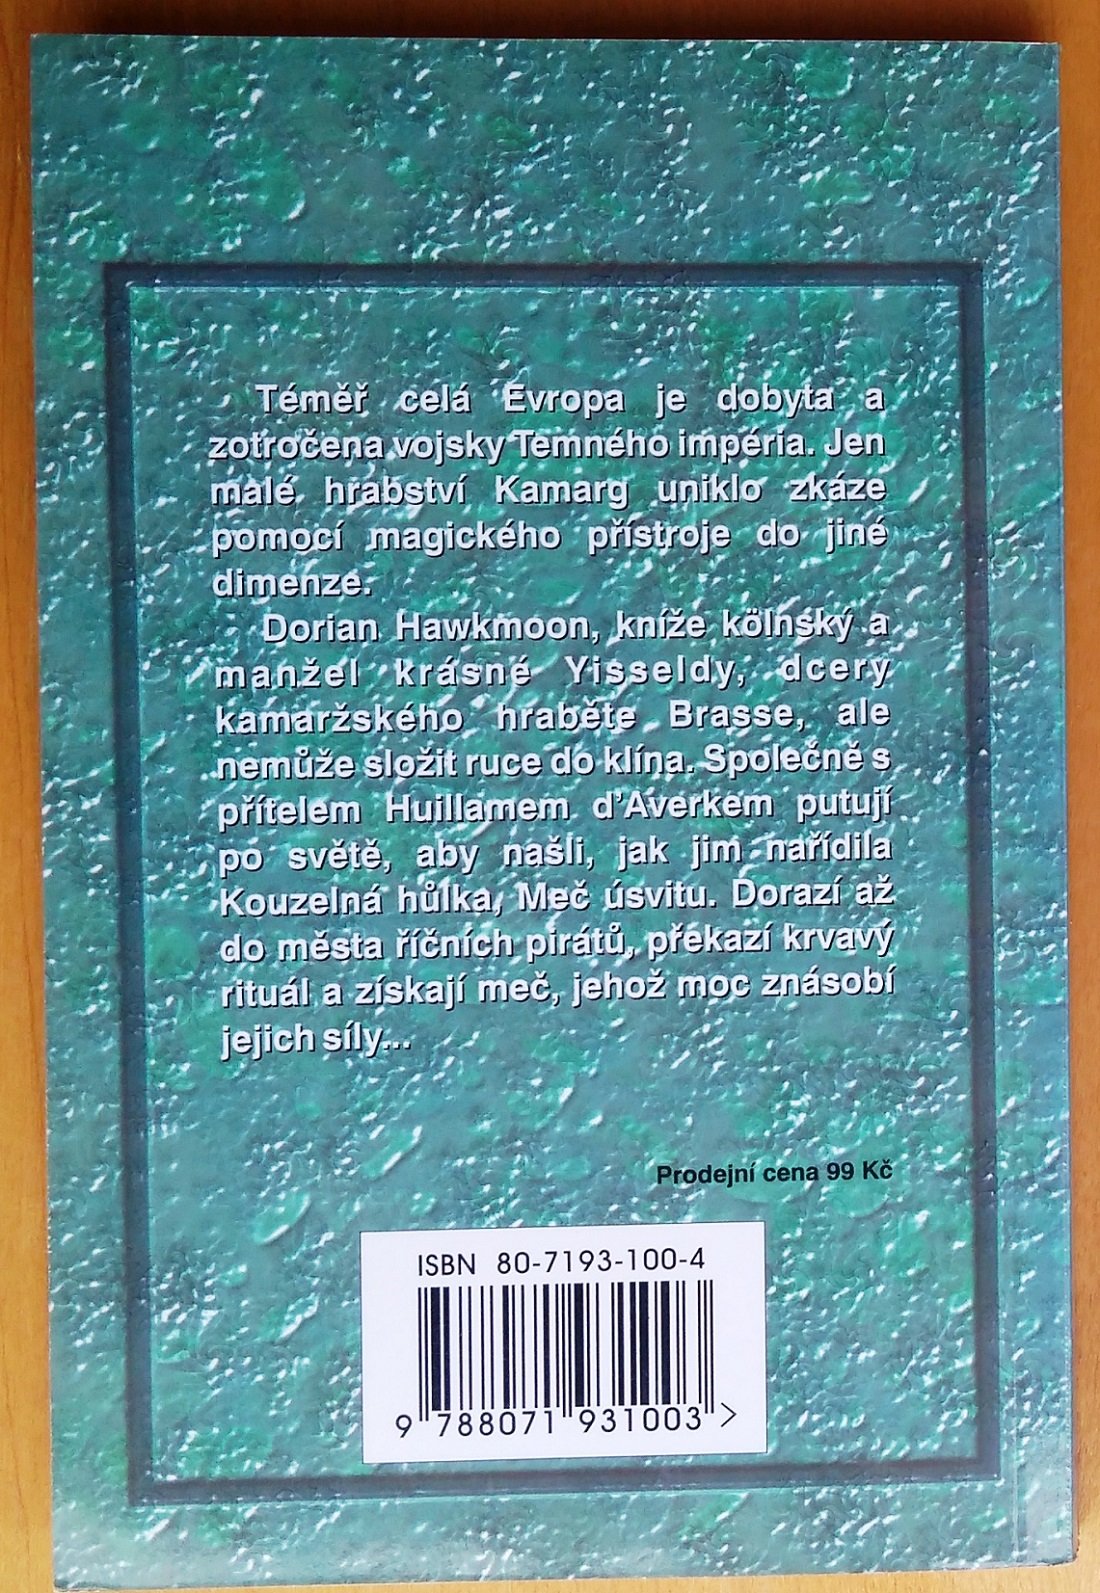 Téměř celá Evropa je dobyta a
zotročena vojsky Temného impéria. Jen
malé hrabství Kamarg uniklo zkáze
pomocí magického přístroje do jiné
dimenze.
Dorian Hawkmoon, kníže kölnský a
manžel krásné Yisseldy, dcery
kamaržského hraběte Brasse, ale
nemůže složit ruce do klína. Společně s
přítelem Huillamem d'Averkem putují
po světě, aby našli, jak jim nařídila
Kouzelná hůlka, Meč úsvitu. Dorazí až
do města říčních pirátů, překazí krvavý
rituál a získají meč, jehož moc znásobí
jejich síly...
Prodejní cena 99 Kč
ISBN 80-7193-100-4
9 788071 931003 >